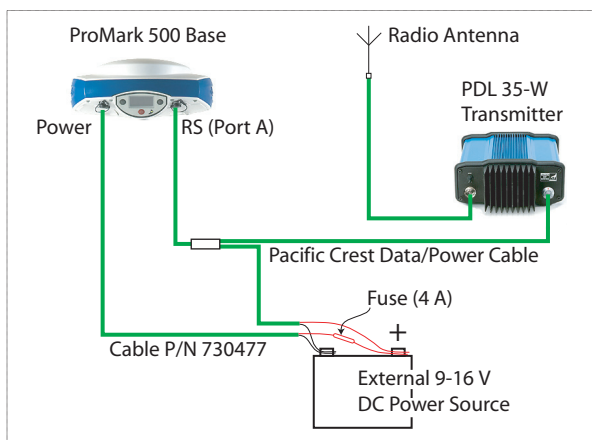 ProMark 500 Base
Radio Antenna
PDL 35-W
Transmitter
Power
RS (Port A)
Pacific Crest Data/Power Cable
Fuse (4 A)
+
Cable P/N 730477
External 9-16 V
DC Power Source